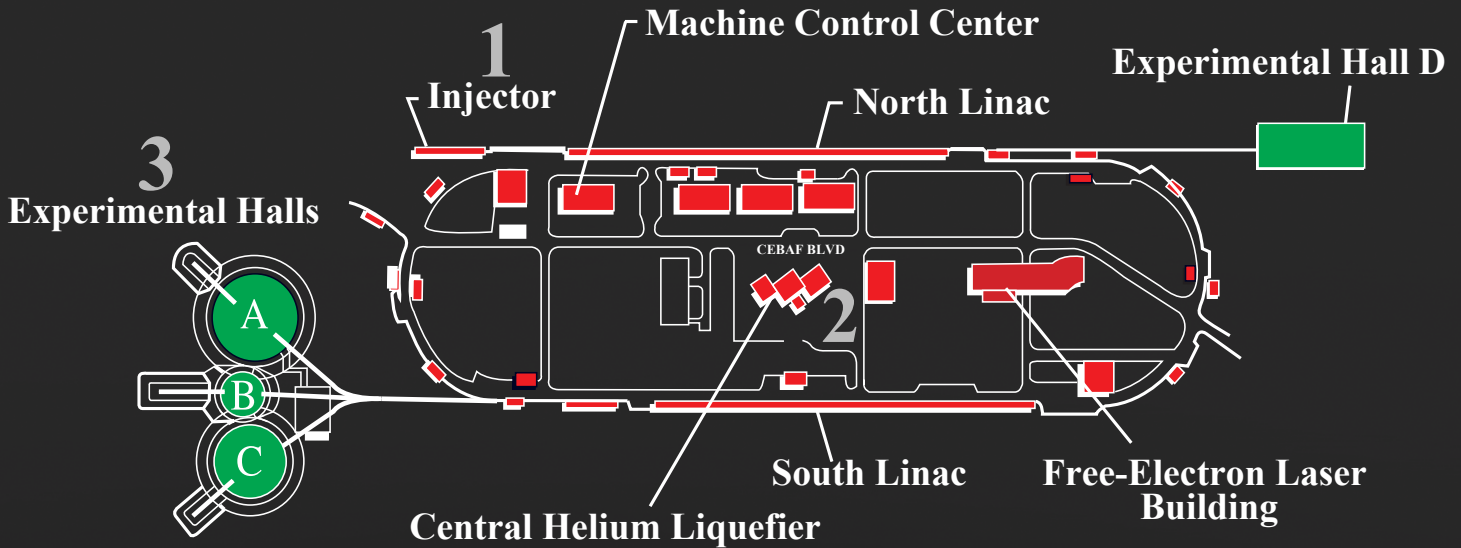 1
Machine Control Center
Experimental Hall D
Injector
North Linac
3
Experimental Halls
CEBAF BLVD
A
2
B
C
South Linac
Free-Electron Laser
Building
Central Helium Liquefier